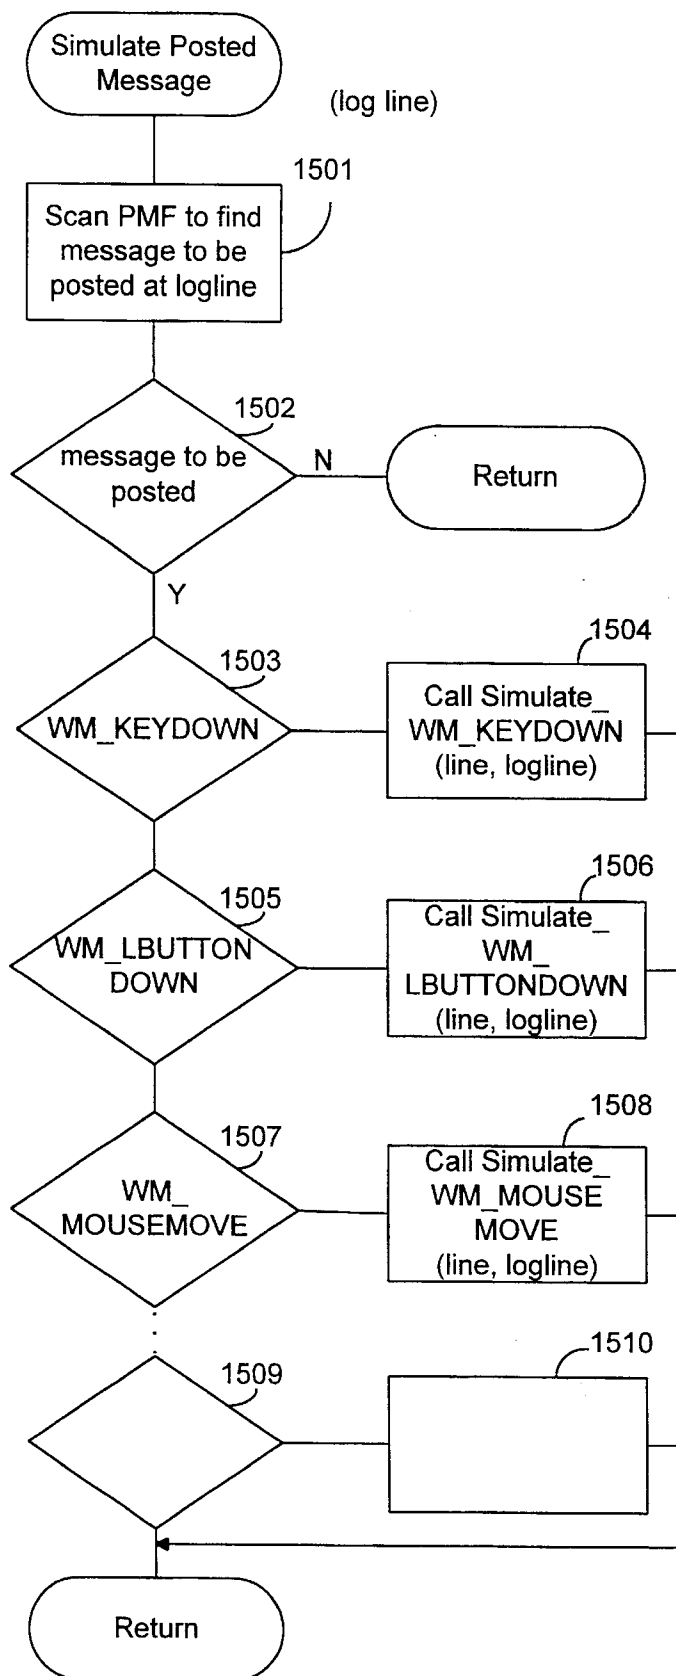 Simulate Posted
Message
(log line)
1501
Scan PMF to find
message to be
posted at logline
1502
message to be
posted
N
Return
Y
1503
WM_KEYDOWN
1504
Call Simulate_
WM_KEYDOWN
(line, logline)
1505
WM_LBUTTON
DOWN
1506
Call Simulate_
WM_
LBUTTONDOWN
(line, logline)
1507
WM_
MOUSEMOVE
1508
Call Simulate_
WM_MOUSE
MOVE
(line, logline)
1509
1510
Return